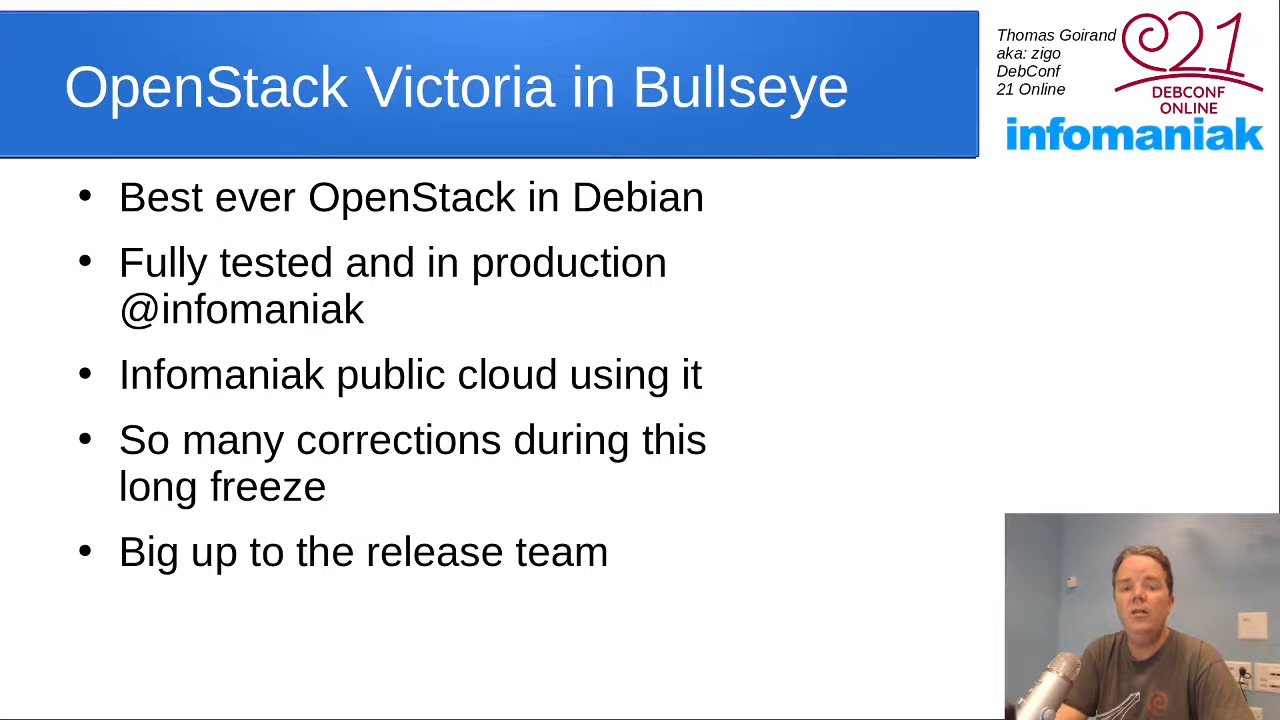 OpenStack Victoria in Bullseye
Thomas Goirand
aka: zigo
DebConf
21 Online
21
DEBCONF
ONLINE
infomaniak
• Best ever OpenStack in Debian
• Fully tested and in production
@infomaniak
• Infomaniak public cloud using it
• So many corrections during this
long freeze
• Big up to the release team